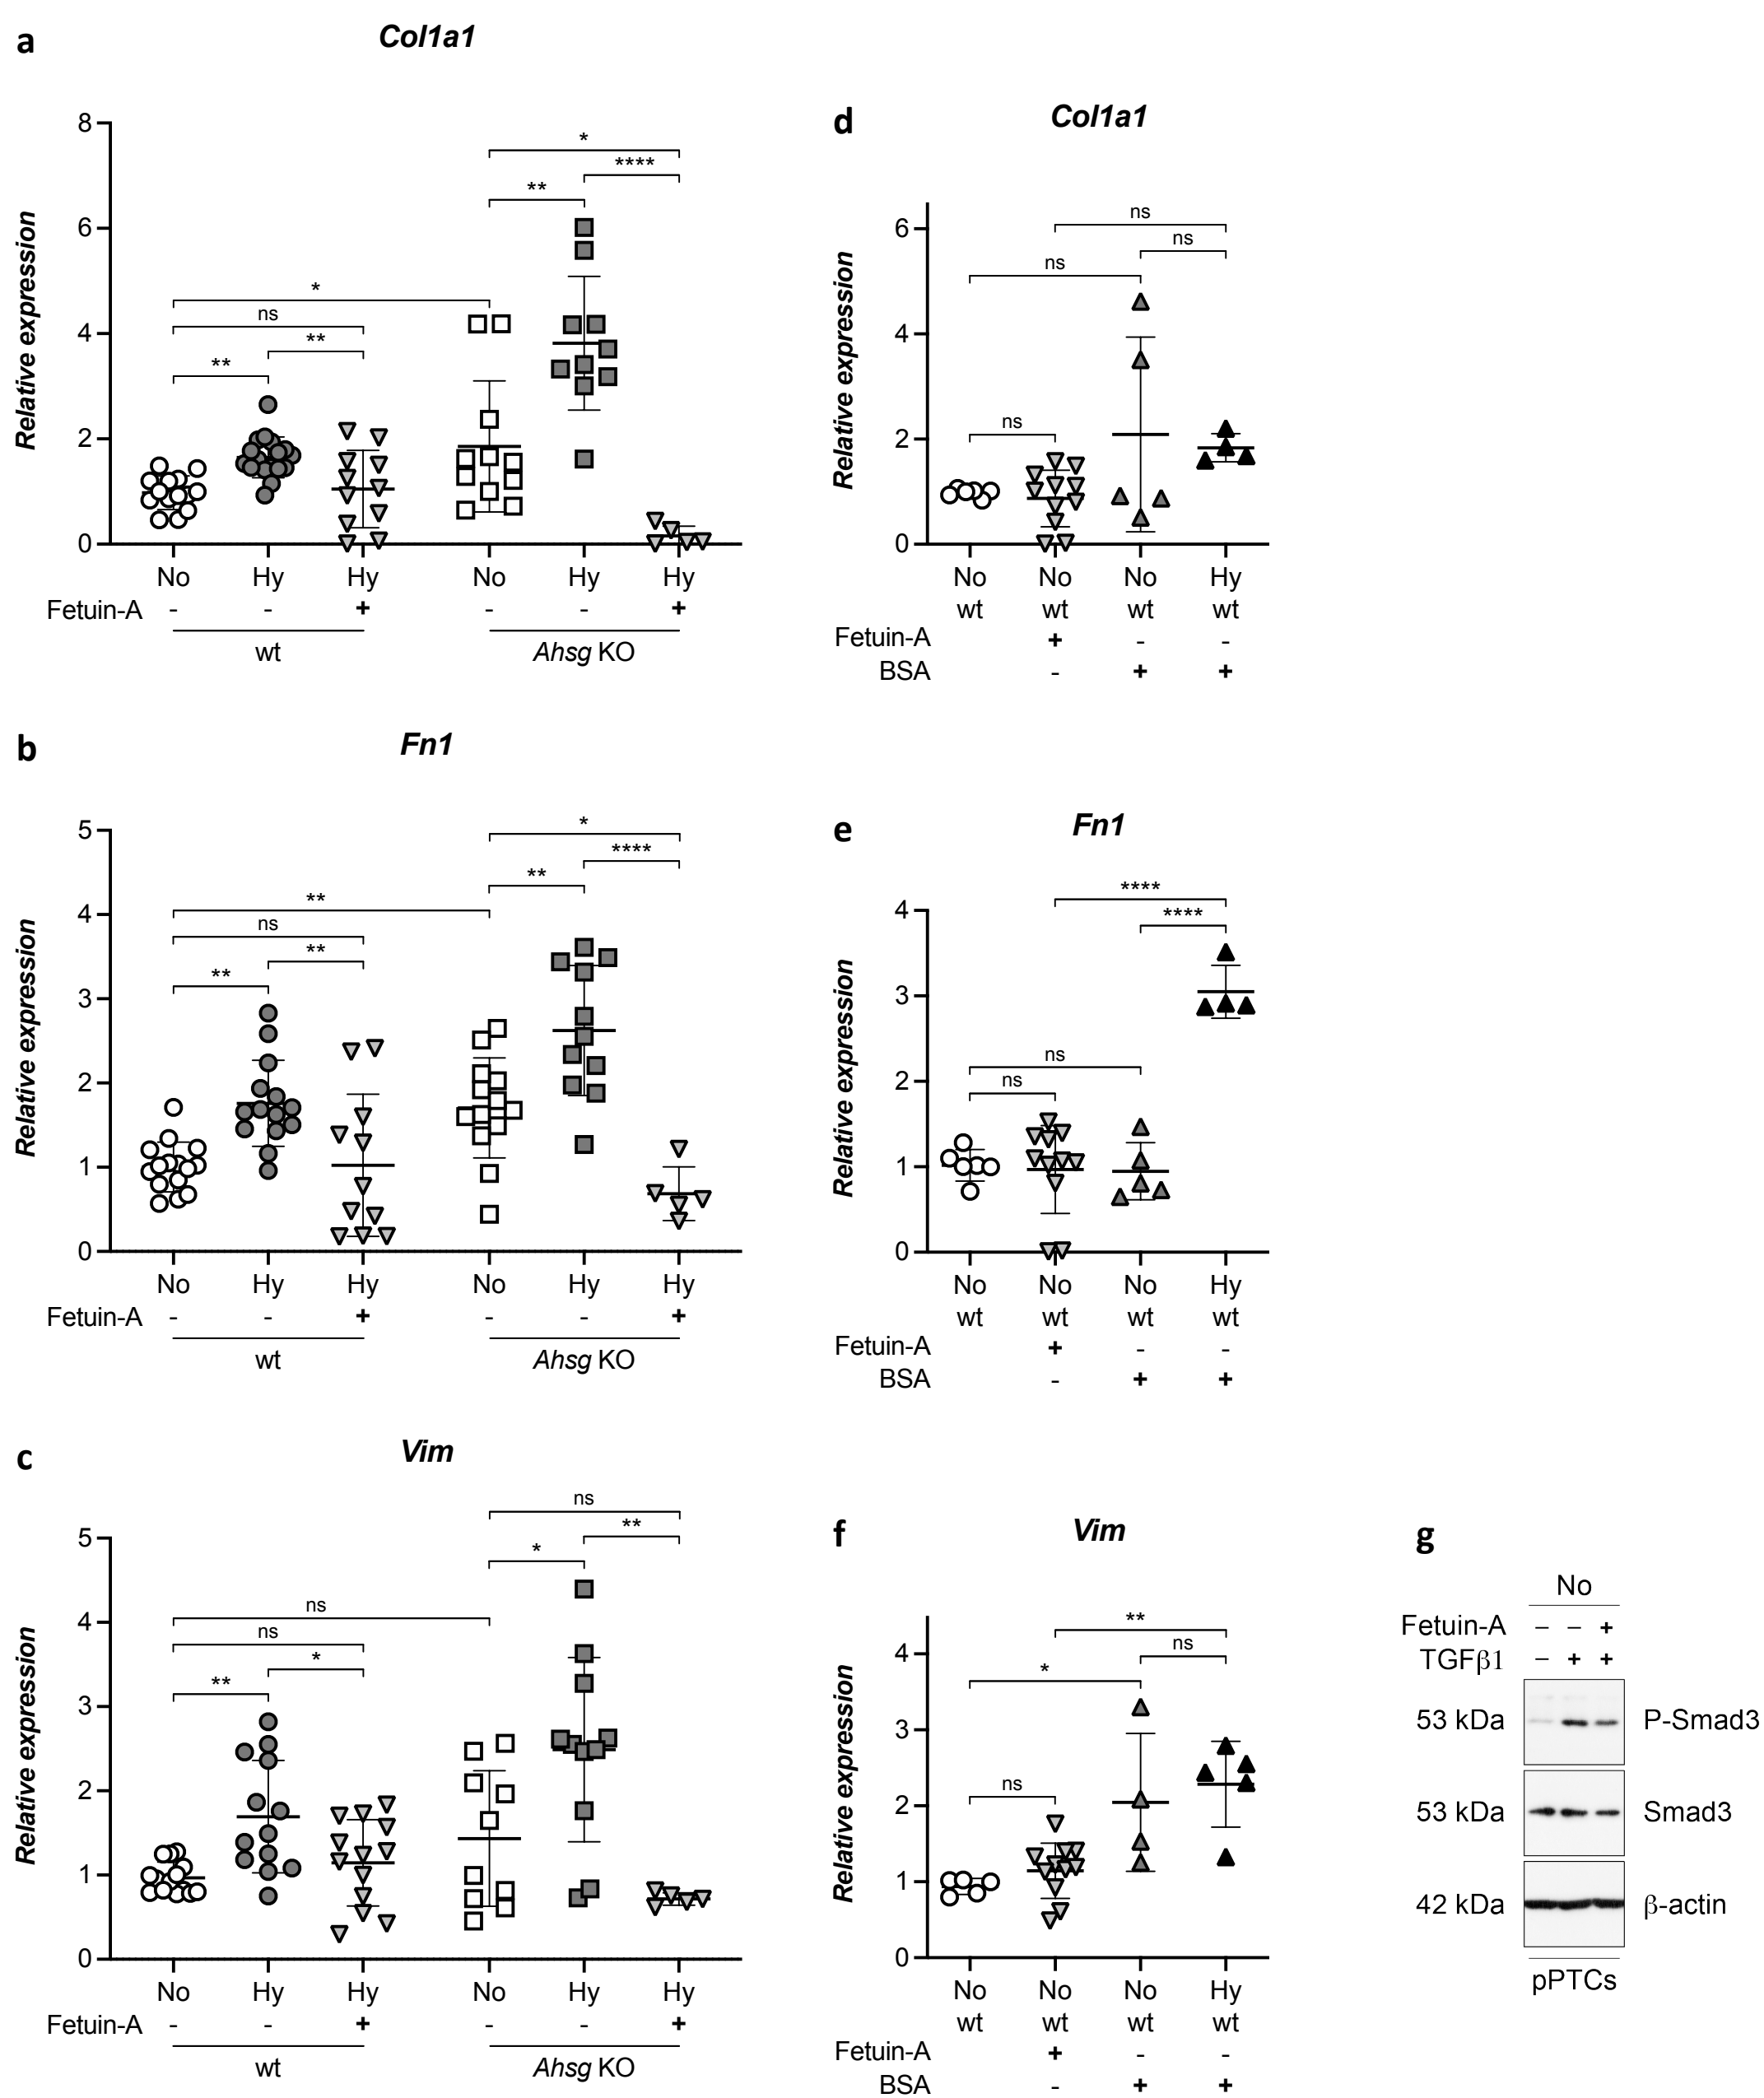 a
Col1a1
Relative expression
8
6
4
2
0
*
****
**
*
ns
**
**
No Hy Hy No Hy Hy
Fetuin-A - - + - - +
wt Ahsg KO
d
Col1a1
Relative expression
6
4
2
0
ns
ns
ns
ns
No No No Hy
wt wt wt wt
Fetuin-A + - -
BSA - + +
b
Fn1
Relative expression
5
4
3
2
1
0
*
****
**
**
ns
**
**
No Hy Hy No Hy Hy
Fetuin-A - - + - - +
wt Ahsg KO
e
Fn1
Relative expression
4
3
2
1
0
****
****
ns
ns
No No No Hy
wt wt wt wt
Fetuin-A + - -
BSA - + +
c
Vim
Relative expression
5
4
3
2
1
0
ns
**
*
ns
ns
*
**
No Hy Hy No Hy Hy
Fetuin-A - - + - - +
wt Ahsg KO
f
Vim
Relative expression
4
3
2
1
0
**
ns
*
ns
No No No Hy
wt wt wt wt
Fetuin-A + - -
BSA - + +
g
No
Fetuin-A – – +
TGFβ1 – + +
53 kDa P-Smad3
53 kDa Smad3
42 kDa β-actin
pPTCs